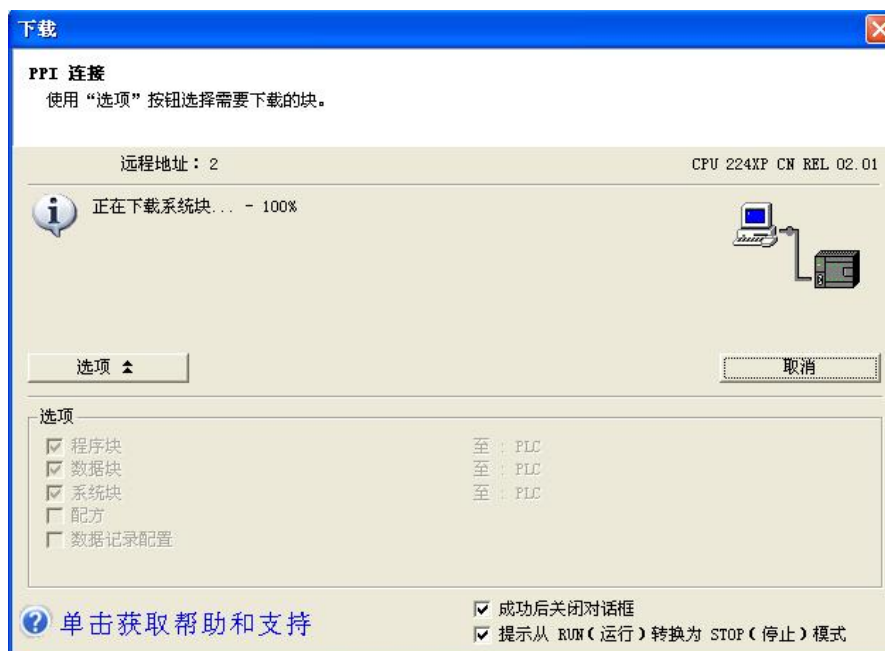 下载
PPI 连接
使用“选项”按钮选择需要下载的块。
远程地址: 2
CPU 224XP CN REL 02.01
正在下载系统块... - 100%
选项
取消
选项
程序块
至 : PLC
数据块
至 : PLC
系统块
至 : PLC
配方
数据记录配置
单击获取帮助和支持
成功后关闭对话框
提示从 RUN(运行)转换为 STOP(停止)模式